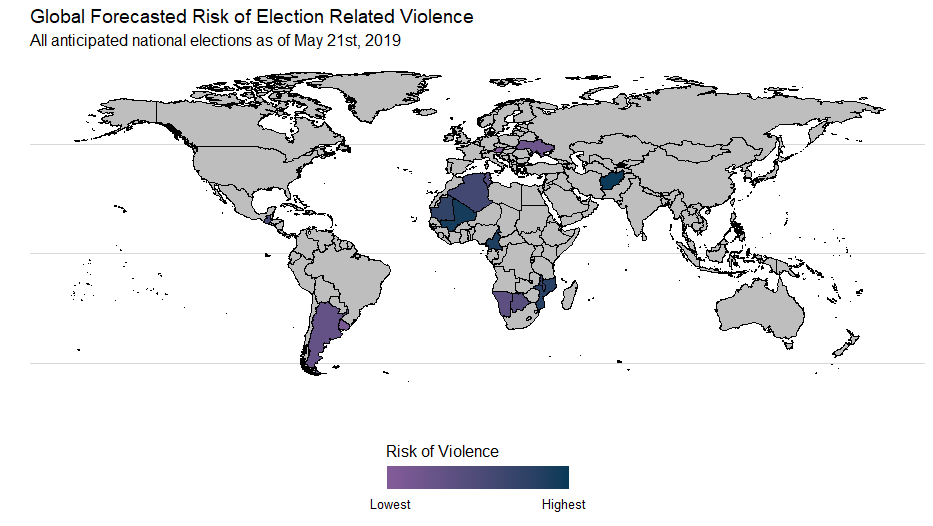 Global Forecasted Risk of Election Related Violence
All anticipated national elections as of May 21st, 2019
Risk of Violence
Lowest Highest